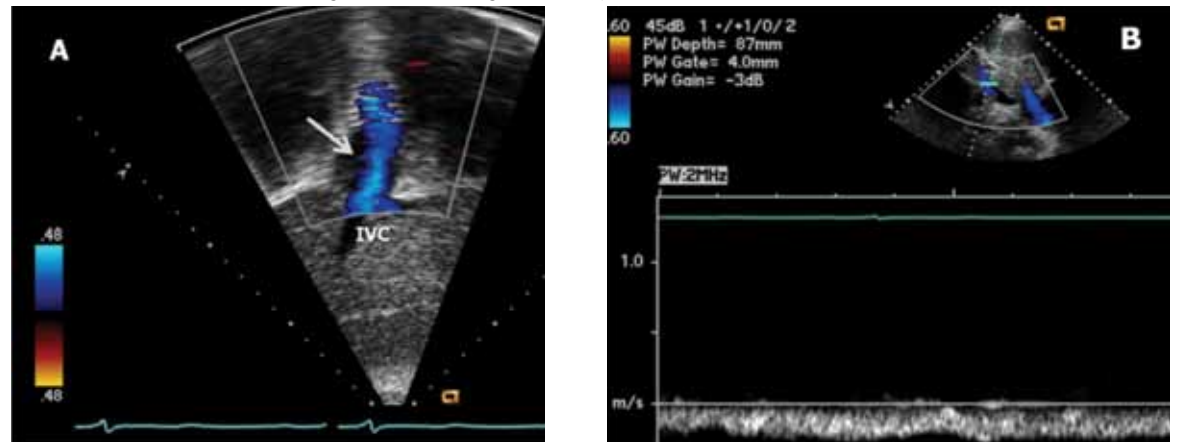 A
.48
.48
IVC
.60
.60
45dB 1 •/+1/0/2
PW Depth= 87mm
PW Gate= 4.0mm
PW Gain= -3dB
B
PW:2MHz
1.0
m/s